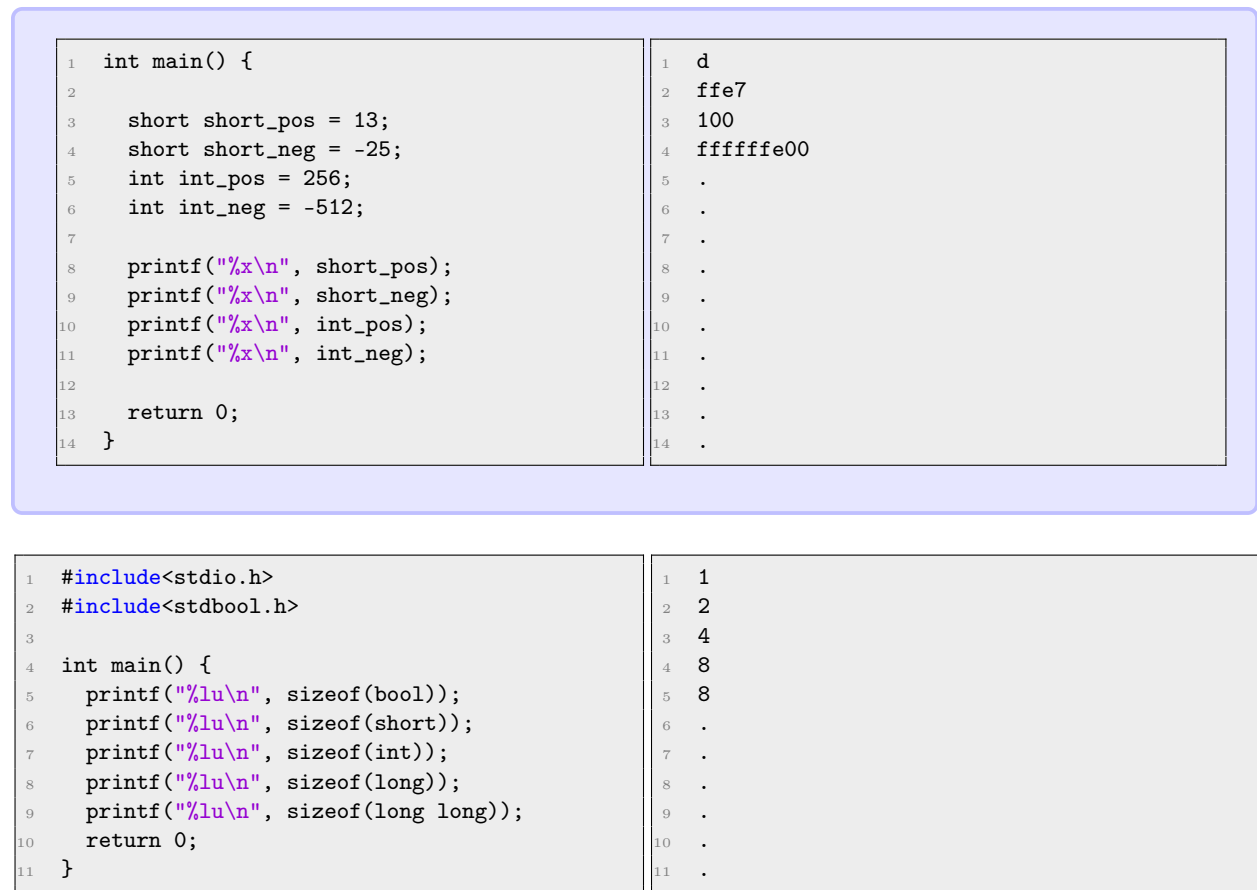 1 int main() {
2
3 short short_pos = 13;
4 short short_neg = -25;
5 int int_pos = 256;
6 int int_neg = -512;
7
8 printf("%x\n", short_pos);
9 printf("%x\n", short_neg);
10 printf("%x\n", int_pos);
11 printf("%x\n", int_neg);
12
13 return 0;
14 }
1 d
2 ffe7
3 100
4 ffffffe00
5 .
6 .
7 .
8 .
9 .
10 .
11 .
12 .
13 .
14 .
1 #include<stdio.h>
2 #include<stdbool.h>
3
4 int main() {
5 printf("%lu\n", sizeof(bool));
6 printf("%lu\n", sizeof(short));
7 printf("%lu\n", sizeof(int));
8 printf("%lu\n", sizeof(long));
9 printf("%lu\n", sizeof(long long));
10 return 0;
11 }
1 1
2 2
3 4
4 8
5 8
6 .
7 .
8 .
9 .
10 .
11 .